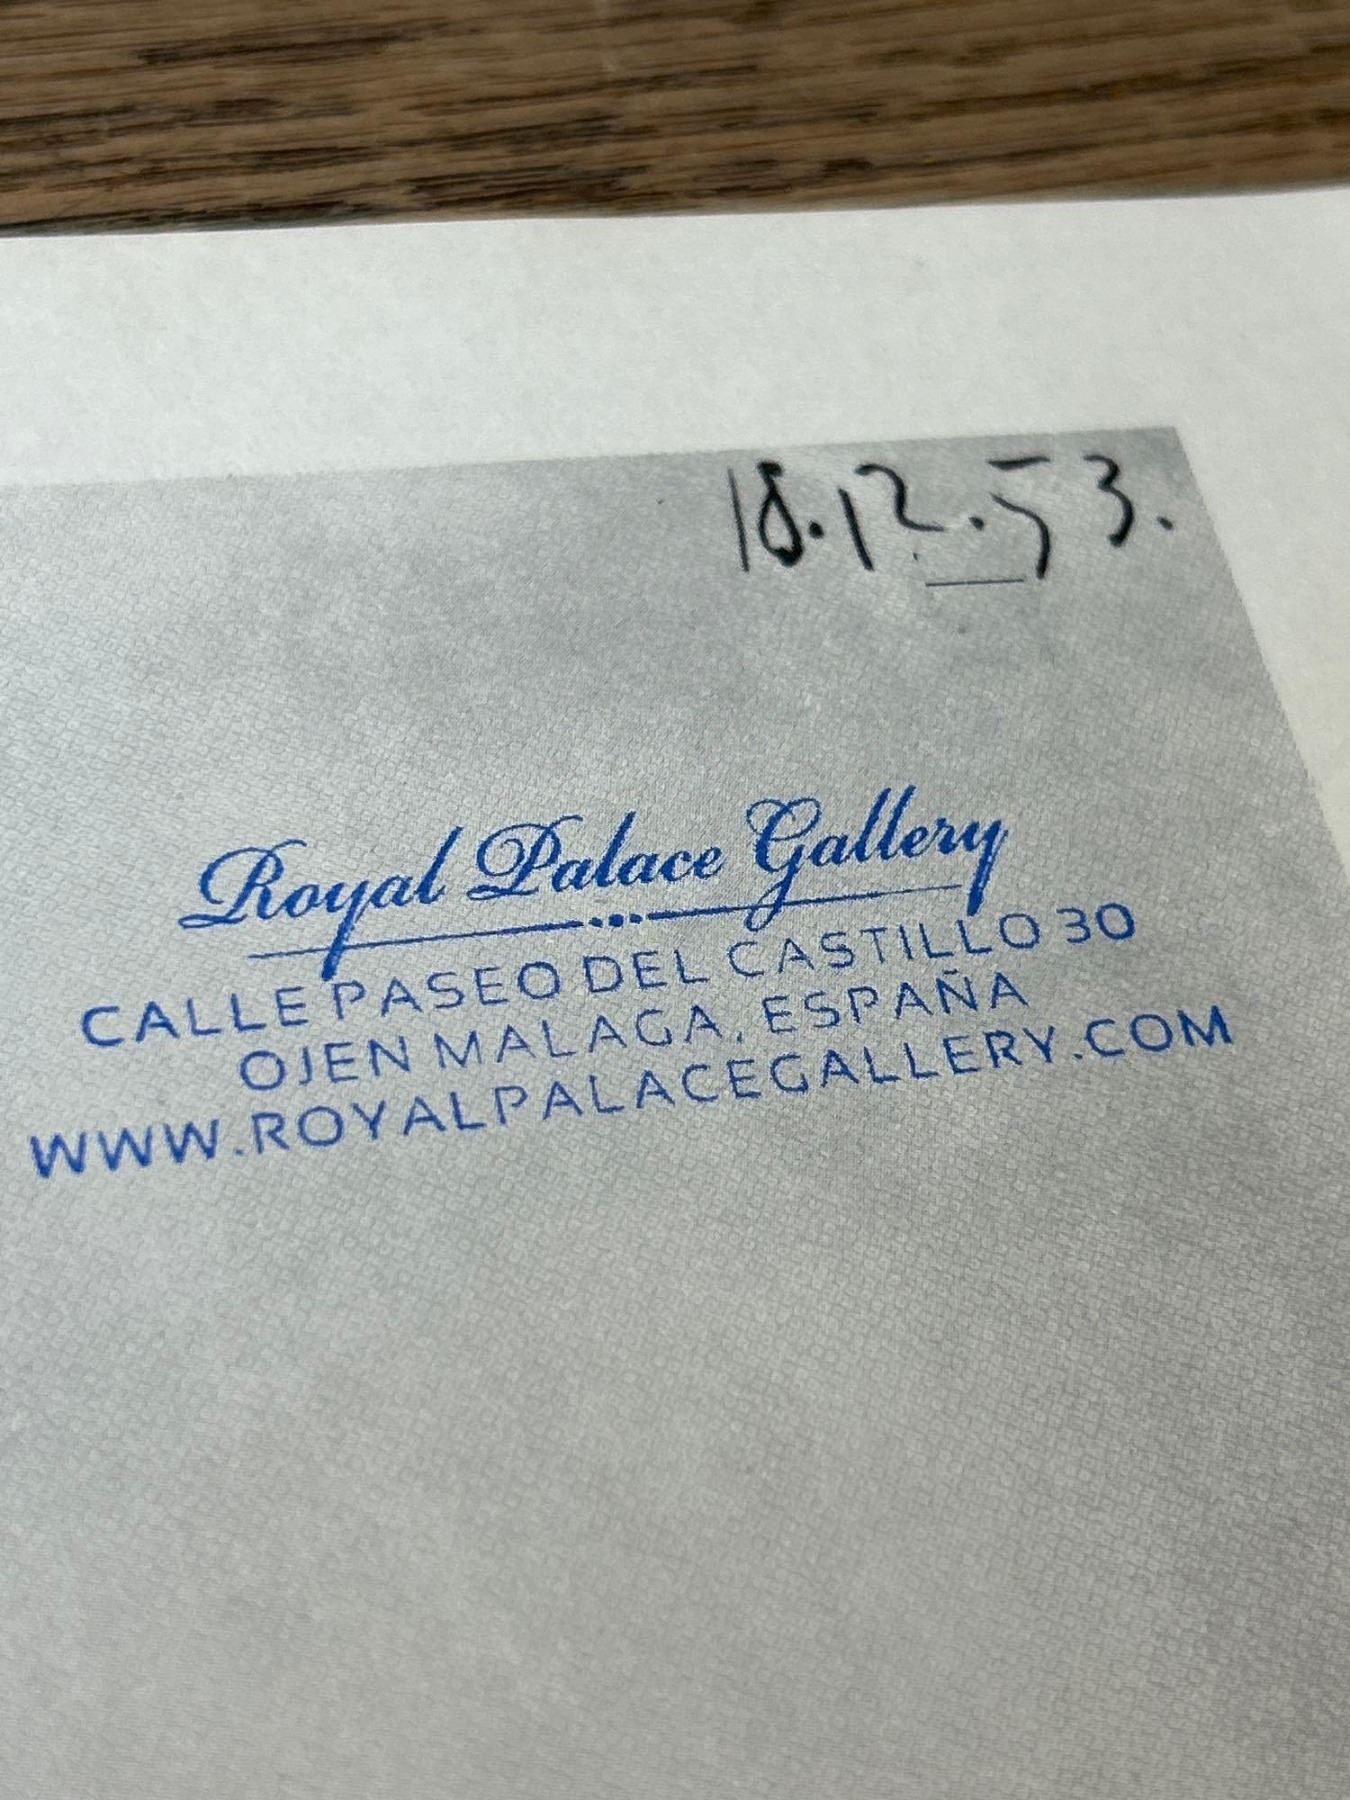 18.12.53.
Royal Palace Gallery
CALLE PASEO DEL CASTILLO 30
OJEN MALAGA, ESPAÑA
WWW.ROYALPALACEGALLERY.COM